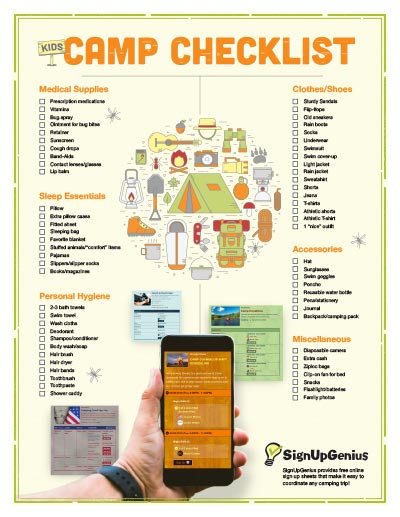 KIDS
CAMP CHECKLIST
Medical Supplies
Prescription medications
Vitamins
Bug spray
Ointment for bug bites
Retainer
Sunscreen
Cough drops
Band-Aids
Contact lenses/glasses
Lip balm
Sleep Essentials
Pillow
Extra pillow cases
Fitted sheet
Sleeping bag
Favorite blanket
Stuffed animals/"comfort" items
Pajamas
Slippers/slipper socks
Books/magazines
Personal Hygiene
2-3 bath towels
Swim towel
Wash cloths
Deodorant
Shampoo/conditioner
Body wash/soap
Hair brush
Hair dryer
Hair bands
Toothbrush
Toothpaste
Shower caddy
Clothes/Shoes
Sturdy Sandals
Flip-flops
Old sneakers
Rain boots
Socks
Underwear
Swimsuit
Swim cover-up
Light jacket
Rain jacket
Sweatshirt
Shorts
Jeans
T-shirts
Athletic shorts
Athletic T-shirt
1 "nice" outfit
Accessories
Hat
Sunglasses
Swim goggles
Poncho
Reusable water bottle
Pens/stationery
Journal
Backpack/camping pack
Miscellaneous
Disposable camera
Extra cash
Ziploc bags
Clip-on fan for bed
Snacks
Flashlight/batteries
Family photos
SignUpGenius
SignUpGenius provides free online
sign up sheets that make it easy to
coordinate any camping trip!